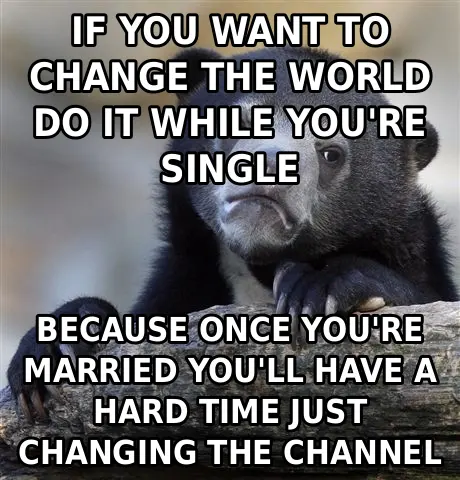 IF YOU WANT TO
CHANGE THE WORLD
DO IT WHILE YOU'RE
SINGLE
BECAUSE ONCE YOU'RE
MARRIED YOU'LL HAVE A
HARD TIME JUST
CHANGING THE CHANNEL